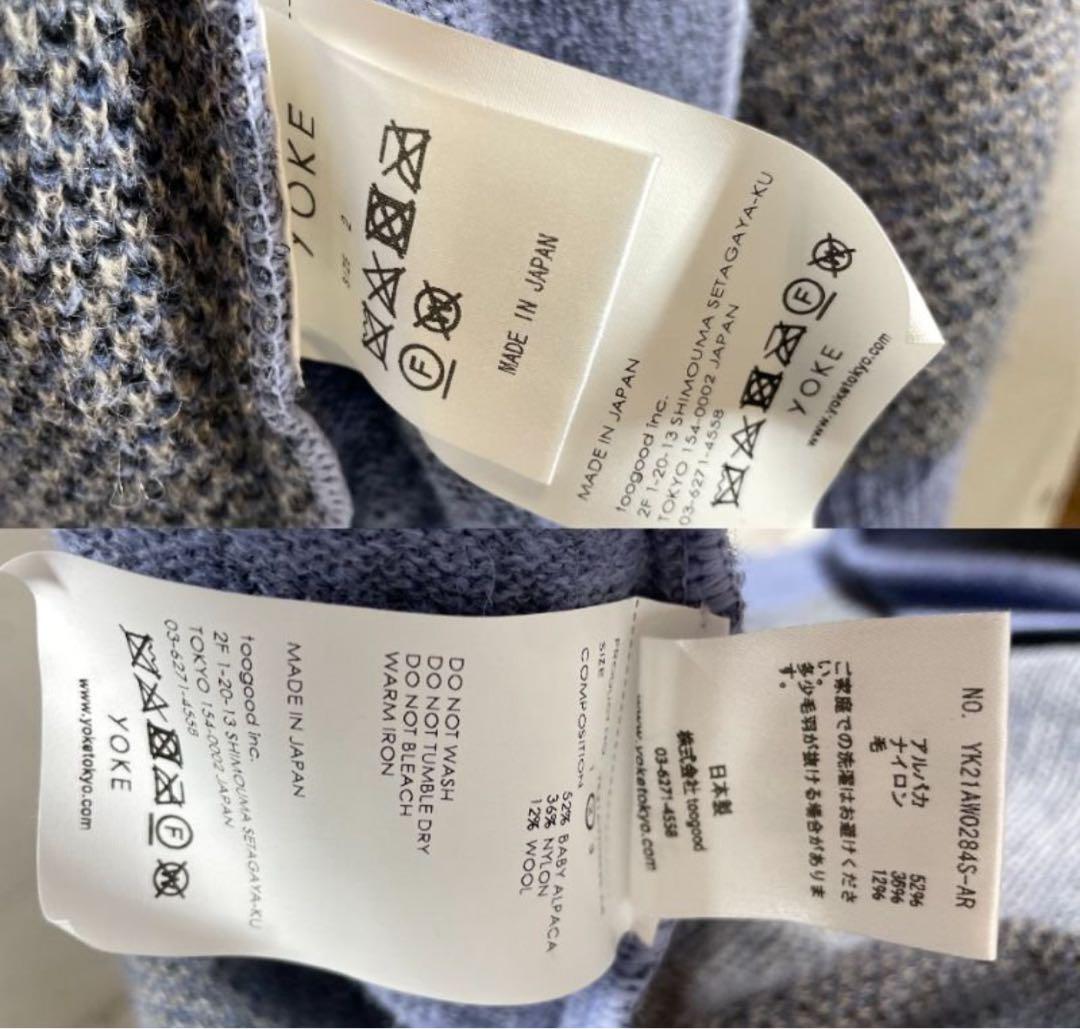 YOKE
MADE IN JAPAN
MADE IN JAPAN
toogood inc.
2F 1-20-13 SHIMOUMA SETAGAYA-KU
TOKYO 154-0002 JAPAN
03-6271-4558
YOKE
www.yoketokyo.com
SIZE
COMPOSITION
52% BABY ALPACA
36% NYLON
12% WOOL
DO NOT WASH
DO NOT TUMBLE DRY
DO NOT BLEACH
WARM IRON
MADE IN JAPAN
toogood inc.
2F 1-20-13 SHIMOUMA SETAGAYA-KU
TOKYO 154-0002 JAPAN
03-6271-4558
YOKE
www.yoketokyo.com
NO. YK21AW0284S-AR
アルパカ 52%
ナイロン 36%
毛 12%
ご家庭での洗濯はお避けくださ
い。
多少毛羽が抜ける場合がありま
す。
日本製
株式会社 toogood
03-6271-4558
www.yoketokyo.com